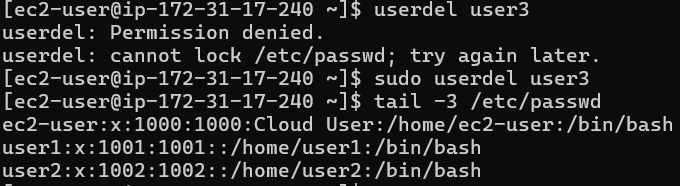 [ec2-user@ip-172-31-17-240 ~]$ userdel user3
userdel: Permission denied.
userdel: cannot lock /etc/passwd; try again later.
[ec2-user@ip-172-31-17-240 ~]$ sudo userdel user3
[ec2-user@ip-172-31-17-240 ~]$ tail -3 /etc/passwd
ec2-user:x:1000:1000:Cloud User:/home/ec2-user:/bin/bash
user1:x:1001:1001::/home/user1:/bin/bash
user2:x:1002:1002::/home/user2:/bin/bash